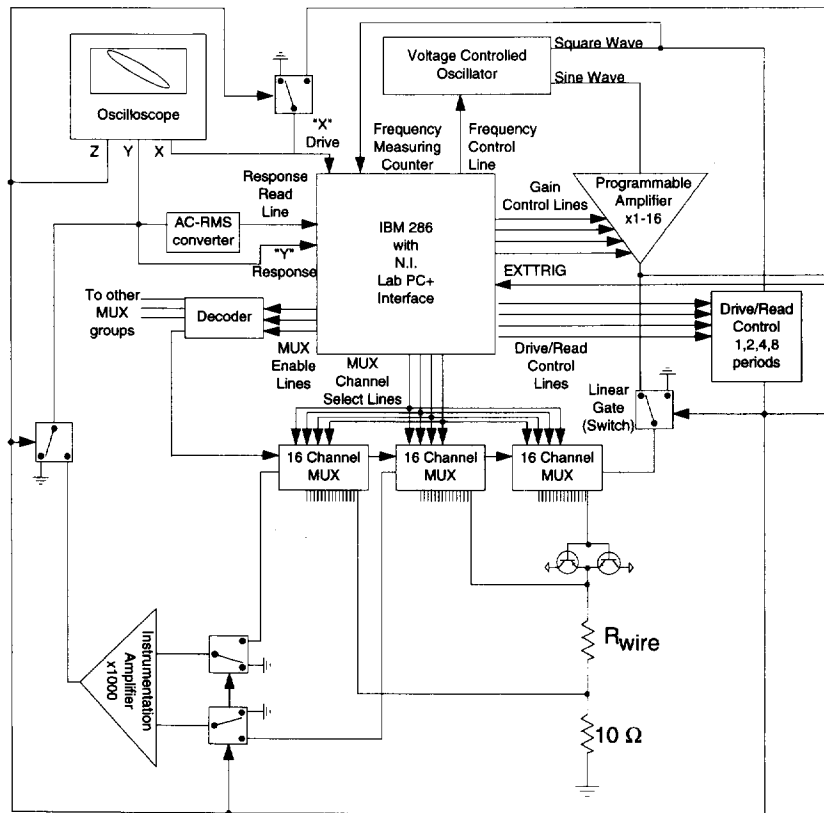 Oscilloscope
Z Y X
"X"
Drive
Voltage Controlled
Oscillator
Square Wave
Sine Wave
Frequency
Measuring
Counter
Frequency
Control
Line
Response
Read
Line
AC-RMS
converter
"Y"
Response
IBM 286
with
N.I.
Lab PC+
Interface
Gain
Control Lines
Programmable
Amplifier
x1-16
EXTTRIG
To other
MUX
groups
Decoder
MUX
Enable
Lines
MUX
Channel
Select Lines
Drive/Read
Control
Lines
Drive/Read
Control
1,2,4,8
periods
Linear
Gate
(Switch)
16 Channel
MUX
16 Channel
MUX
16 Channel
MUX
Instrumentation
Amplifier
x1000
Rwire
10 Ω